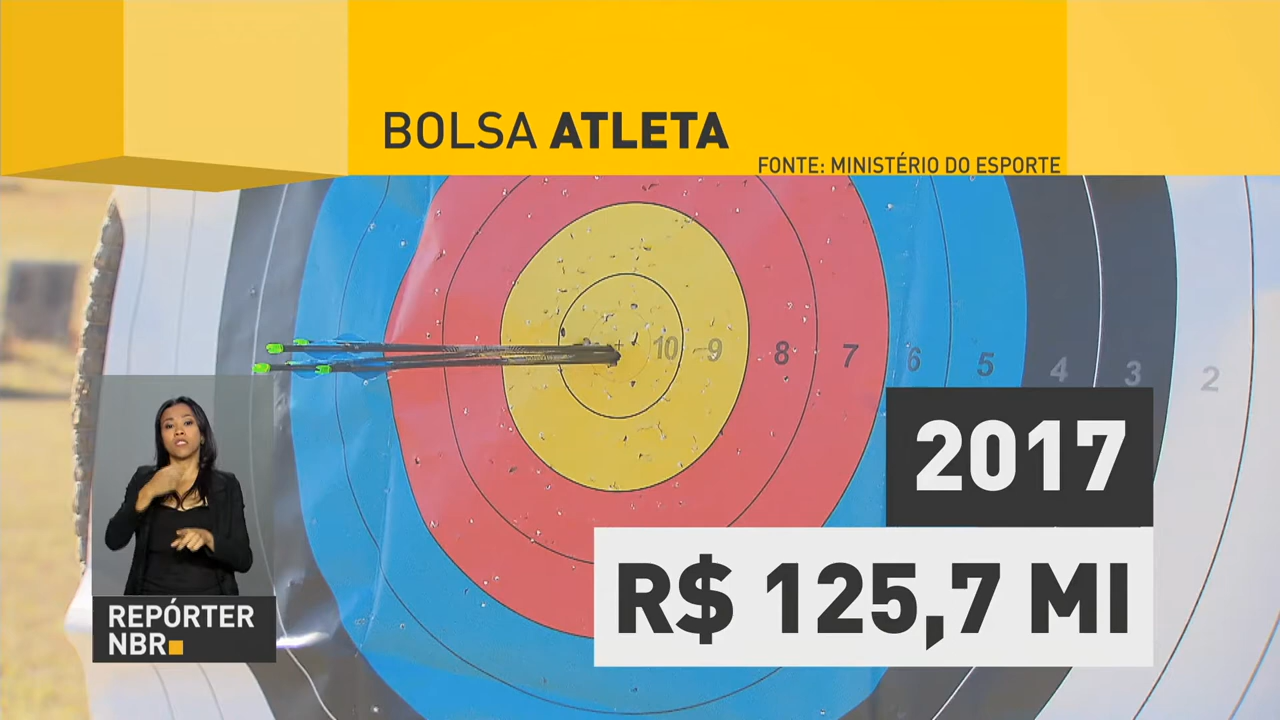 BOLSA ATLETA
FONTE: MINISTÉRIO DO ESPORTE
10 9 8 7 6 5 4 3 2
2017
R$ 125,7 MI
REPÓRTER
NBR